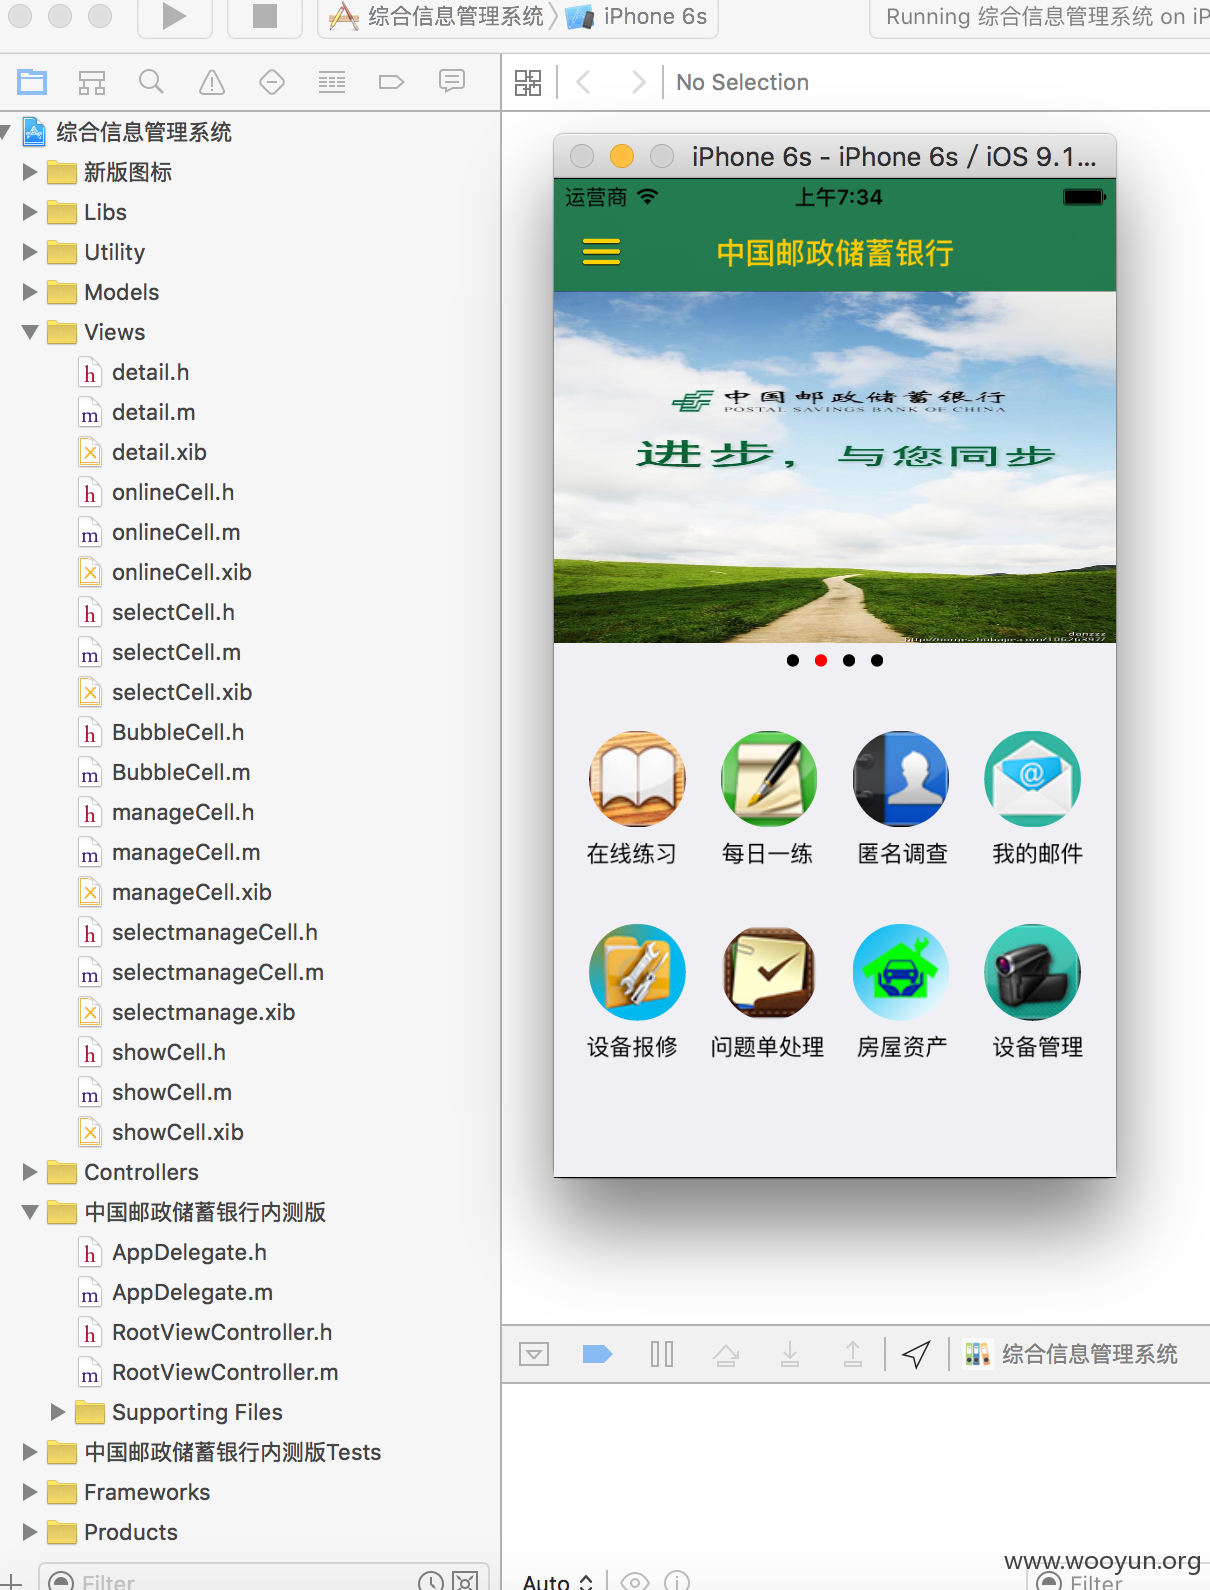 综合信息管理系统 iPhone 6s
Running 综合信息管理系统 on iP
No Selection
综合信息管理系统
新版图标
Libs
Utility
Models
Views
detail.h
detail.m
detail.xib
onlineCell.h
onlineCell.m
onlineCell.xib
selectCell.h
selectCell.m
selectCell.xib
BubbleCell.h
BubbleCell.m
manageCell.h
manageCell.m
manageCell.xib
selectmanageCell.h
selectmanageCell.m
selectmanage.xib
showCell.h
showCell.m
showCell.xib
Controllers
中国邮政储蓄银行内测版
AppDelegate.h
AppDelegate.m
RootViewController.h
RootViewController.m
Supporting Files
中国邮政储蓄银行内测版Tests
Frameworks
Products
Filter
iPhone 6s - iPhone 6s / iOS 9.1...
运营商 上午7:34
中国邮政储蓄银行
中国邮政储蓄银行
POSTAL SAVINGS BANK OF CHINA
进步，与您同步
danzzz
在线练习 每日一练 匿名调查 我的邮件
设备报修 问题单处理 房屋资产 设备管理
综合信息管理系统
www.wooyun.org
Auto
Filter